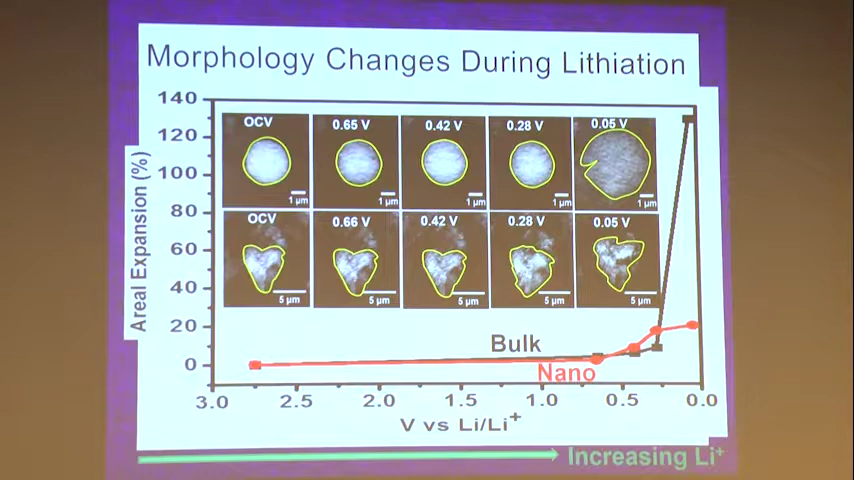 Morphology Changes During Lithiation
140
120
100
80
60
40
20
0
Areal Expansion (%)
OCV
0.65 V
0.42 V
0.28 V
0.05 V
1 µm
1 µm
1 µm
1 µm
1 µm
OCV
0.66 V
0.42 V
0.28 V
0.05 V
5 µm
5 µm
5 µm
5 µm
5 µm
Bulk
Nano
3.0 2.5 2.0 1.5 1.0 0.5 0.0
V vs Li/Li⁺
Increasing Li⁺